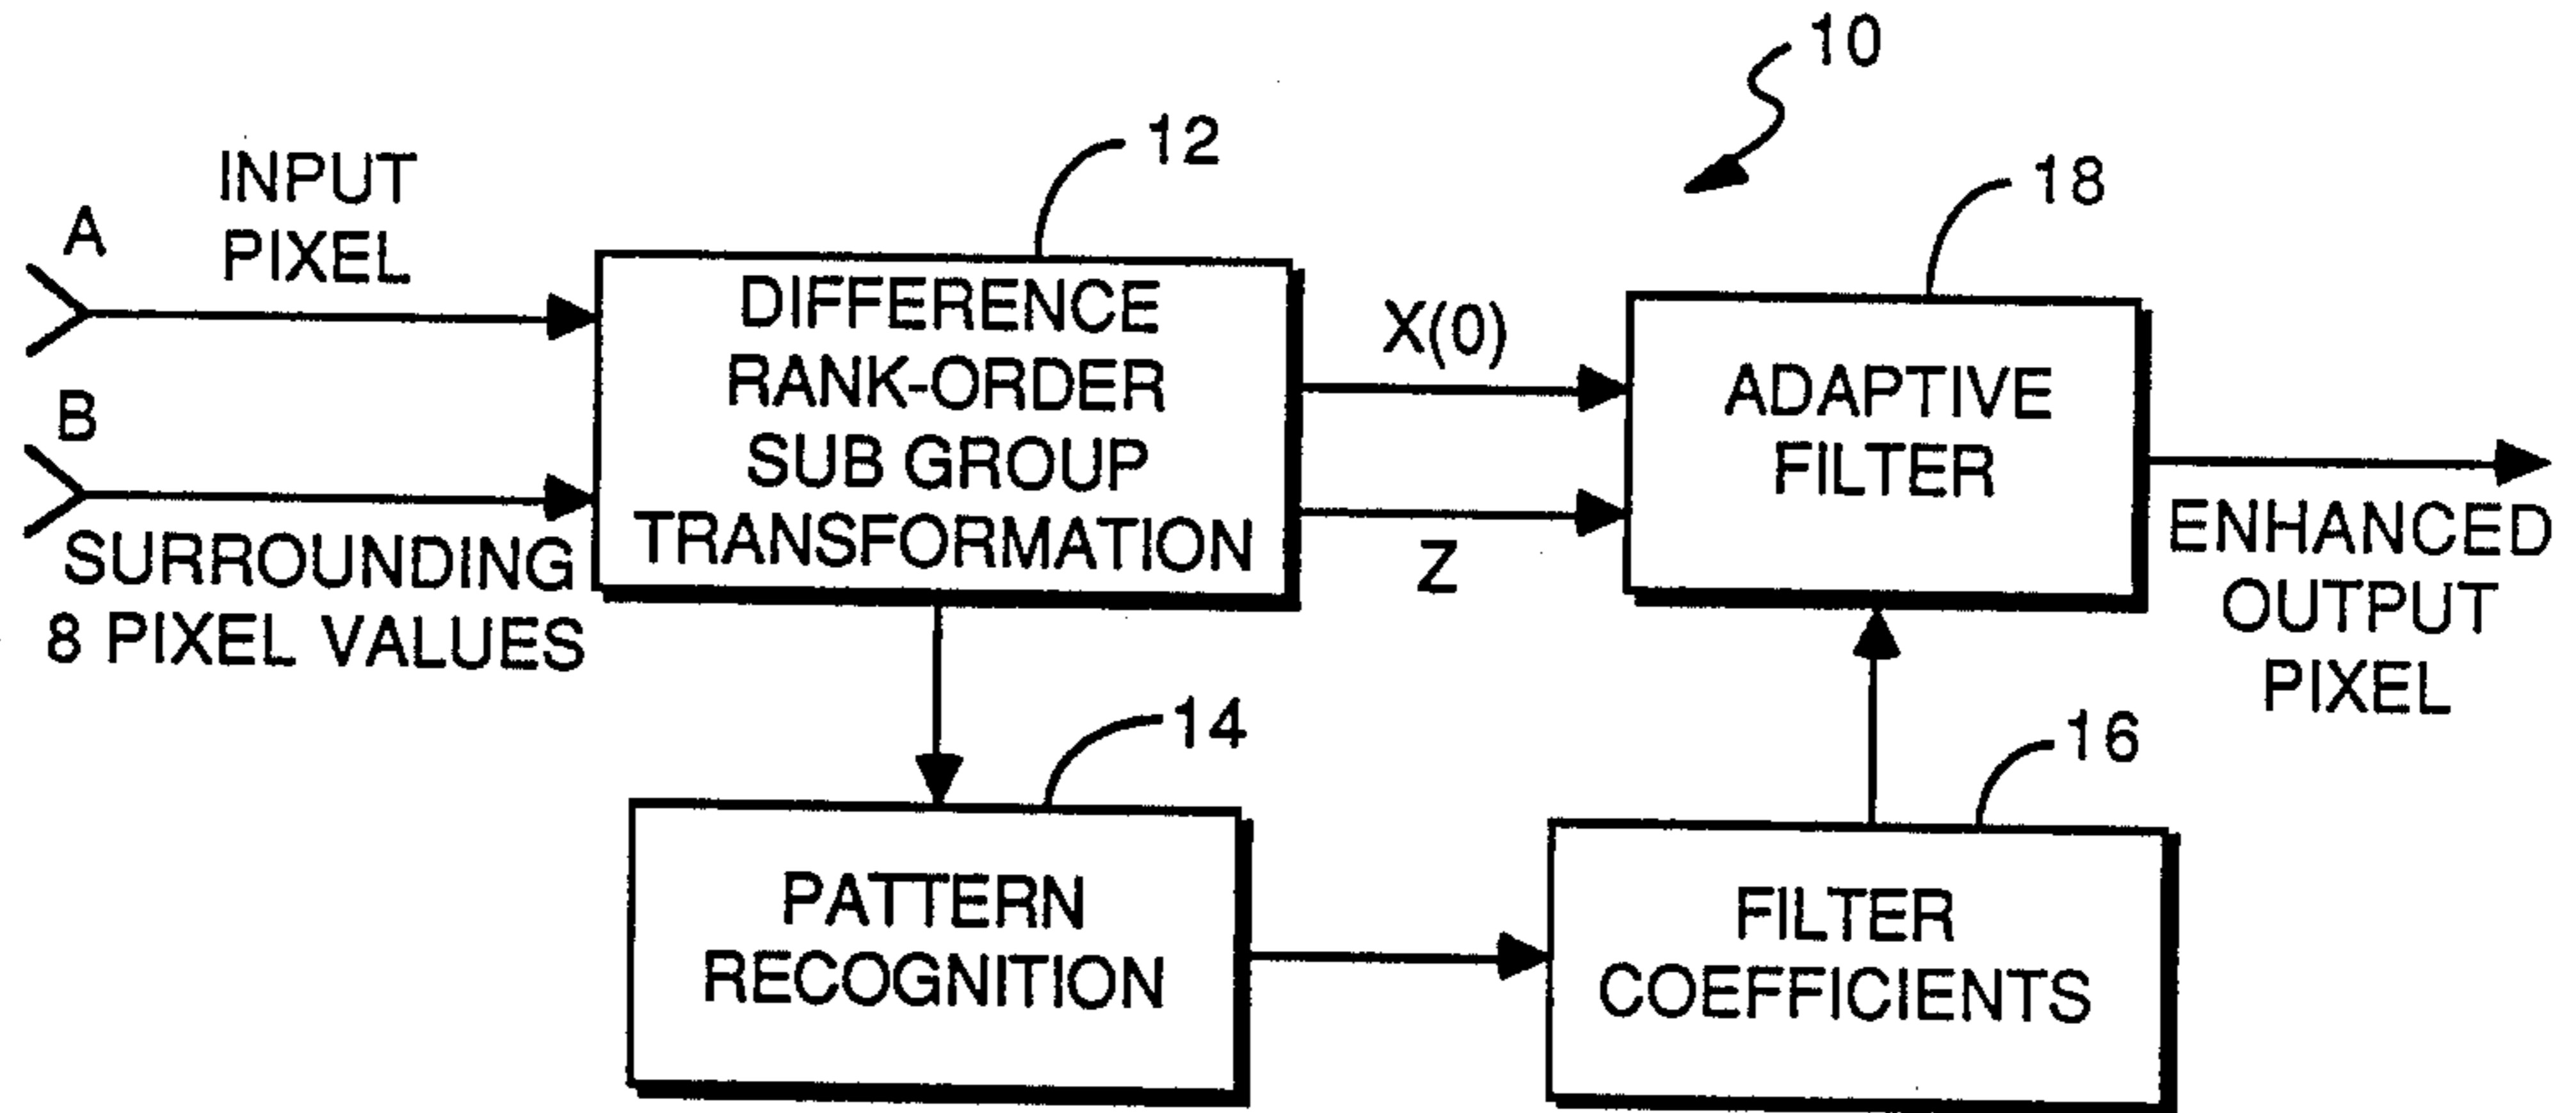 10
12
18
INPUT
PIXEL
A
B
SURROUNDING
8 PIXEL VALUES
DIFFERENCE
RANK-ORDER
SUB GROUP
TRANSFORMATION
X(0)
Z
ADAPTIVE
FILTER
ENHANCED
OUTPUT
PIXEL
14
16
PATTERN
RECOGNITION
FILTER
COEFFICIENTS